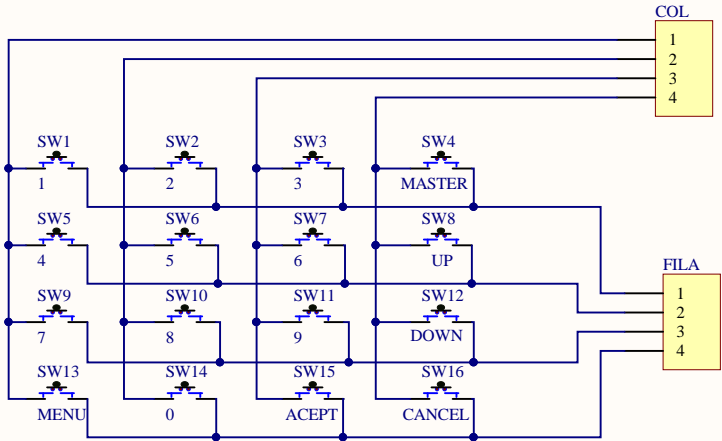 COL
1
2
3
4
SW1 SW2 SW3 SW4
1 2 3 MASTER
SW5 SW6 SW7 SW8
4 5 6 UP
FILA
1
2
3
4
SW9 SW10 SW11 SW12
7 8 9 DOWN
SW13 SW14 SW15 SW16
MENU 0 ACEPT CANCEL